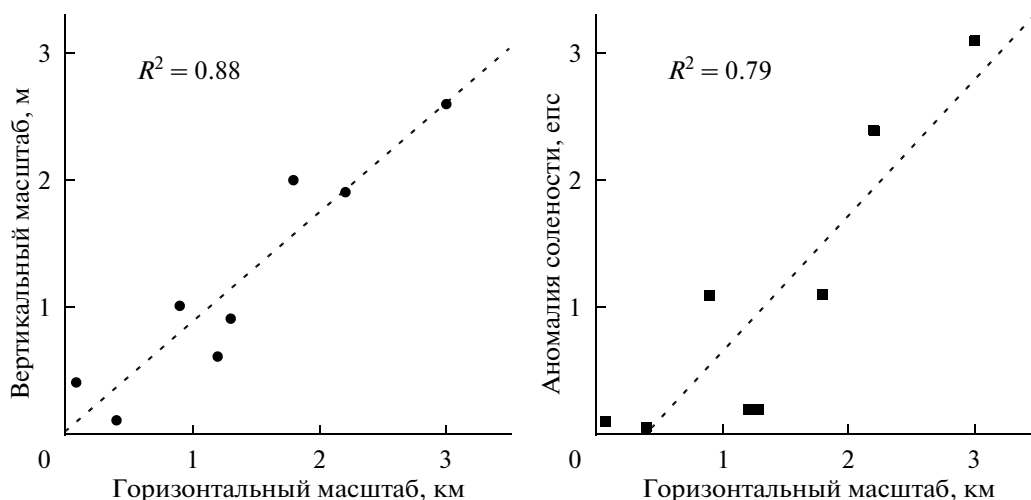 3
2
1
0
1
2
3
R² = 0.88
Вертикальный масштаб, м
Горизонтальный масштаб, км
3
2
1
0
1
2
3
R² = 0.79
Аномалия солености, епс
Горизонтальный масштаб, км